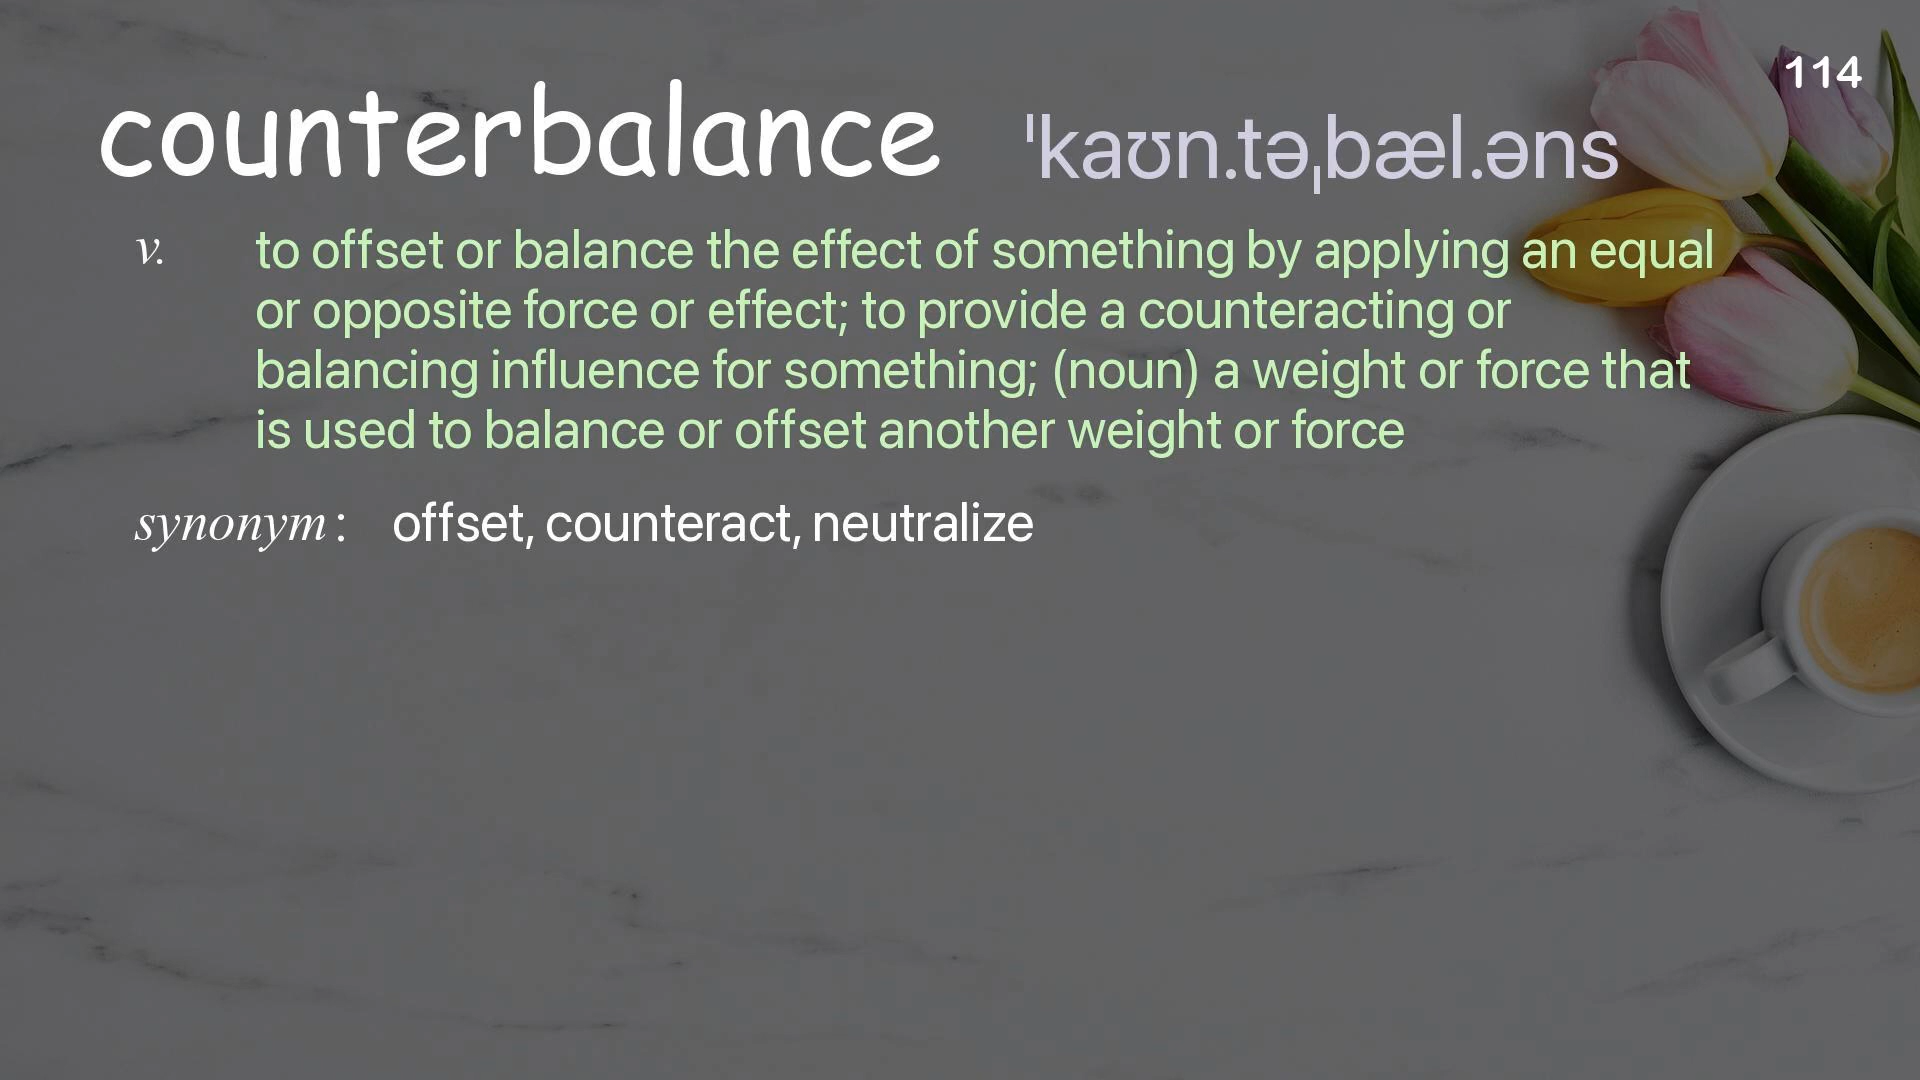 114
counterbalance ˈkaʊn.təˌbæl.əns
v. to offset or balance the effect of something by applying an equal
or opposite force or effect; to provide a counteracting or
balancing influence for something; (noun) a weight or force that
is used to balance or offset another weight or force
synonym: offset, counteract, neutralize